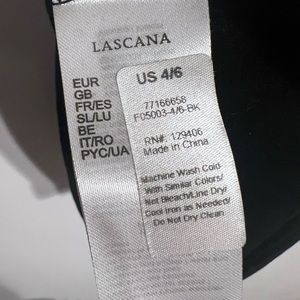 LASCANA
EUR
GB
FR/ES
SL/LU
BE
IT/RO
PYC/UA
US 4/6
77166658
F05003-4/6-BK
RN#: 129406
Made in China
Machine Wash Cold
With Similar Colors/
Not Bleach/Line Dry/
Cool Iron as Needed/
Do Not Dry Clean